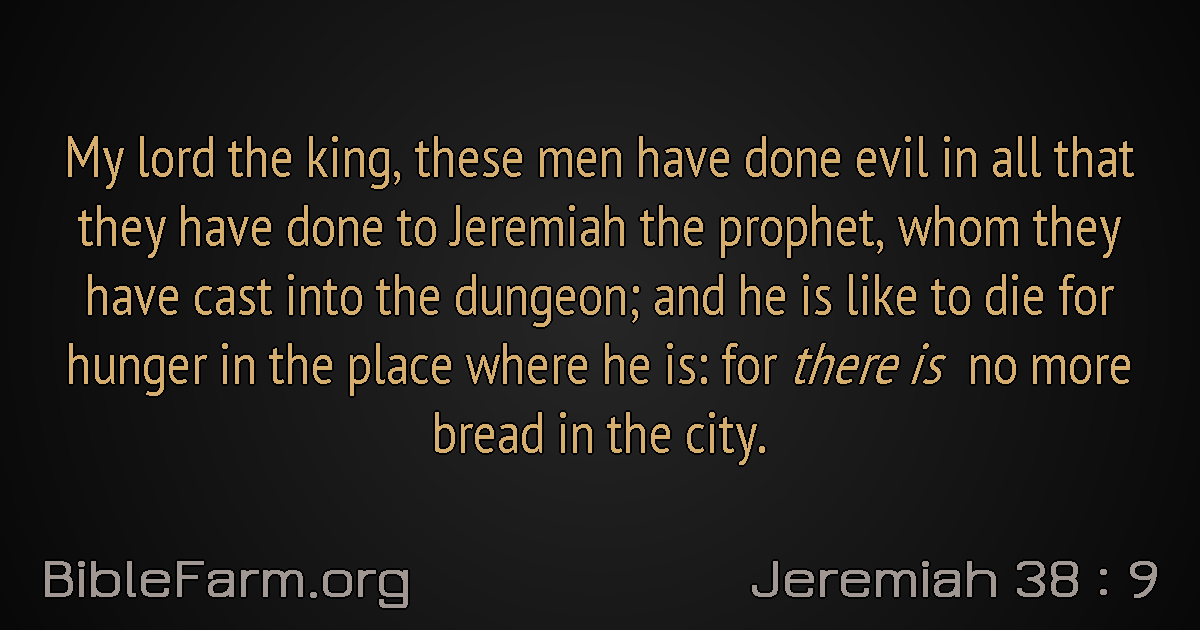 My lord the king, these men have done evil in all that
they have done to Jeremiah the prophet, whom they
have cast into the dungeon; and he is like to die for
hunger in the place where he is: for there is no more
bread in the city.
BibleFarm.org
Jeremiah 38 : 9